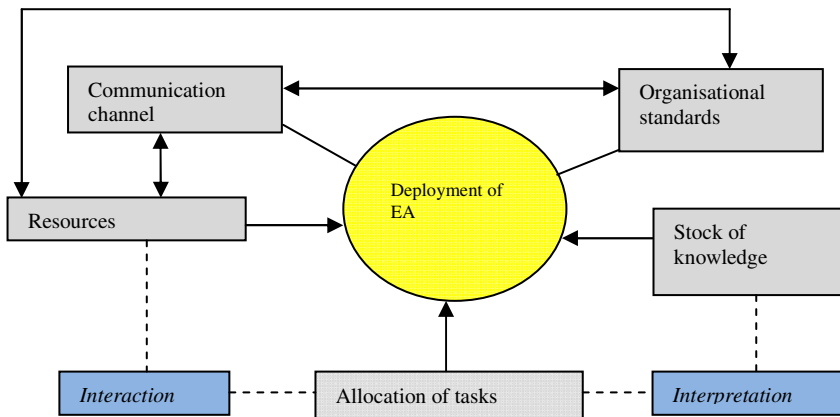 Communication
channel
Organisational
standards
Deployment of
EA
Resources
Stock of
knowledge
Interaction
Allocation of tasks
Interpretation